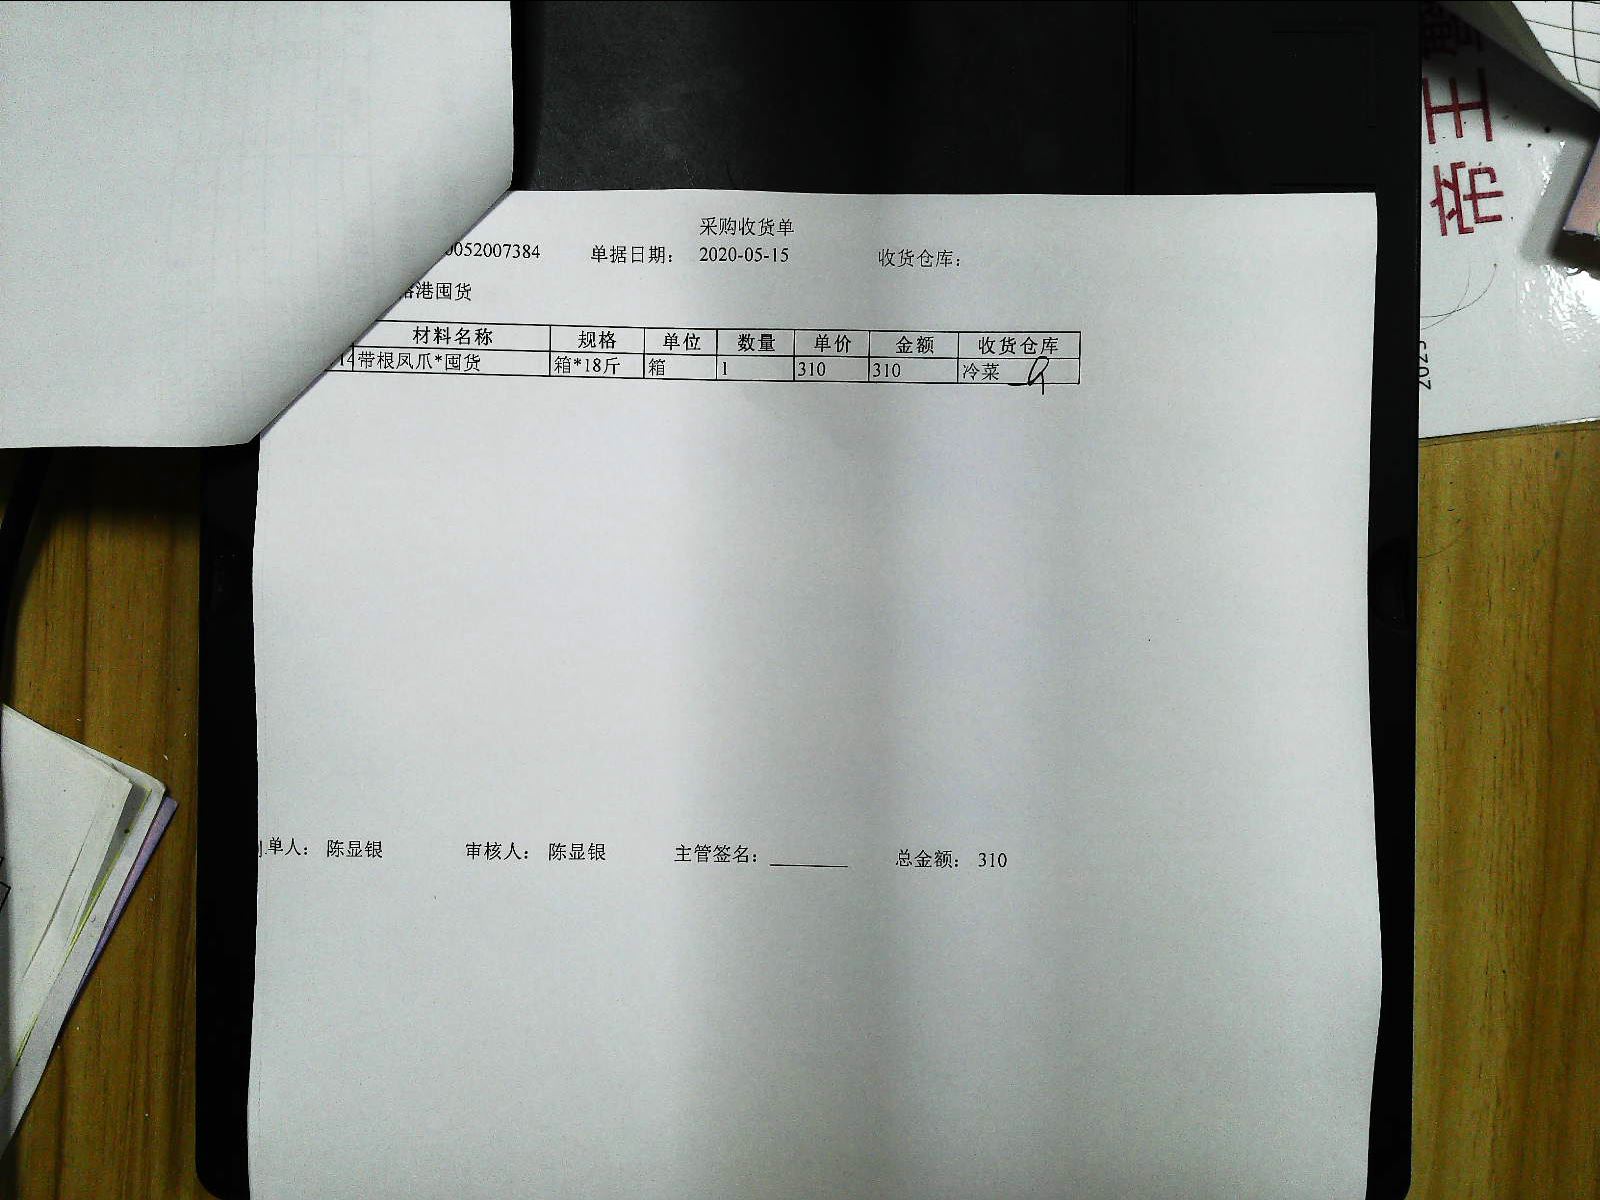 采购收货单
0052007384 单据日期： 2020-05-15 收货仓库：
港囤货
材料名称 规格 单位 数量 单价 金额 收货仓库
14 带根凤爪*囤货 箱*18斤 箱 1 310 310 冷菜
单人： 陈显银 审核人： 陈显银 主管签名： 总金额： 310
帝王